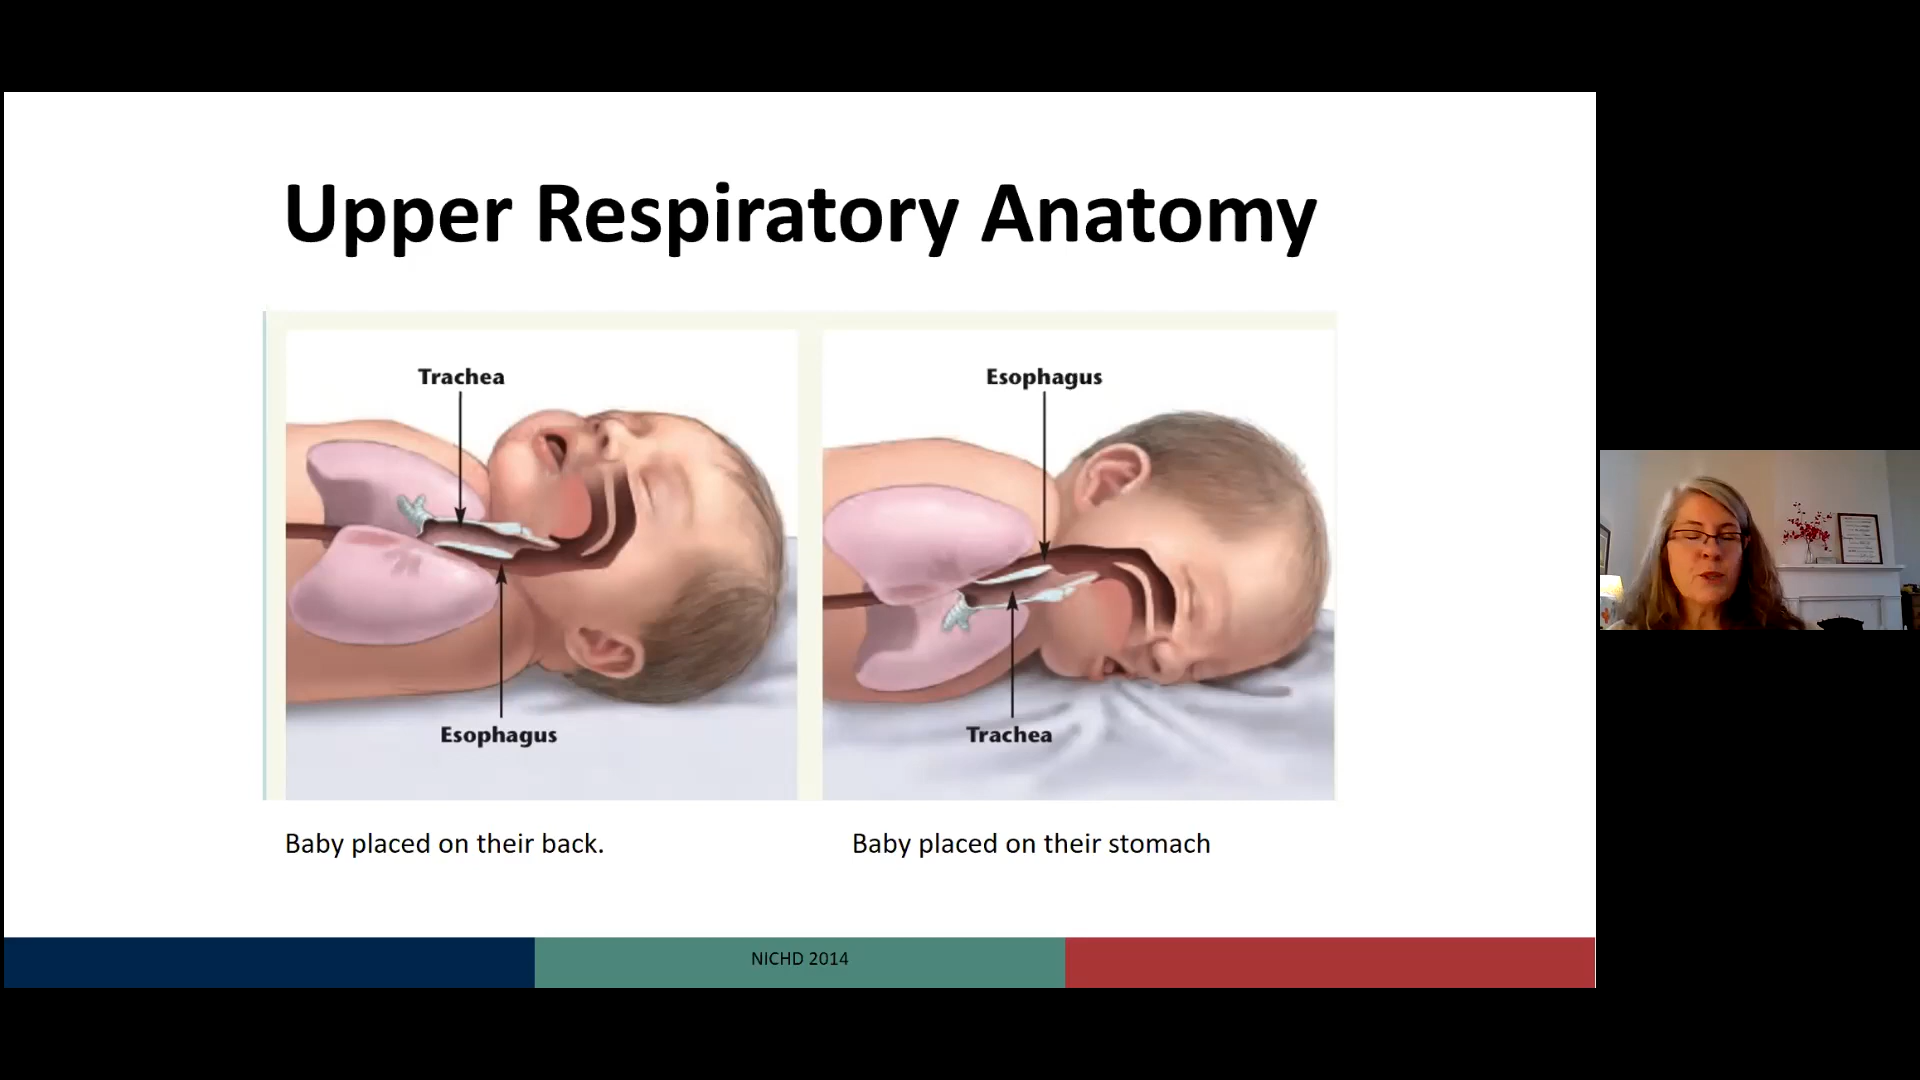 Upper Respiratory Anatomy
Trachea
Esophagus
Esophagus
Trachea
Baby placed on their back.
Baby placed on their stomach
NICHD 2014